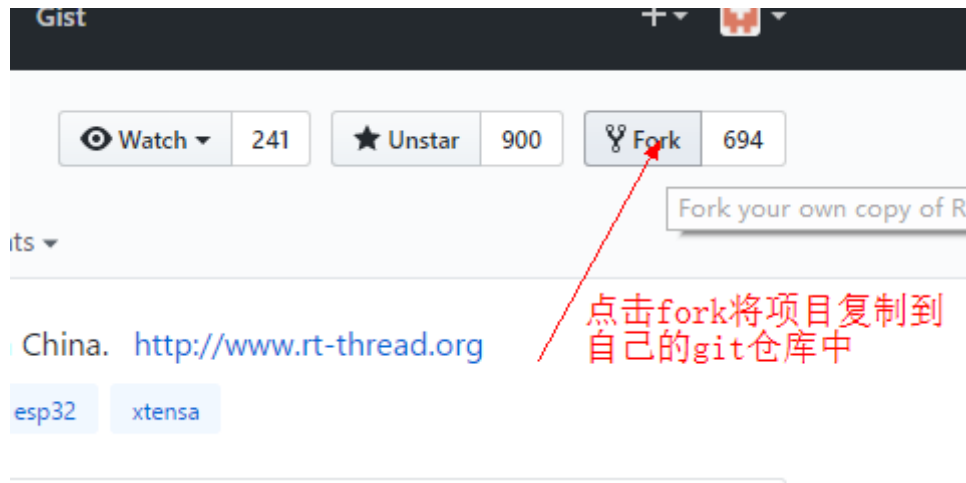 Gist
Watch 241 Unstar 900 Fork 694
Fork your own copy of R
China. http://www.rt-thread.org
点击fork将项目复制到
自己的git仓库中
esp32 xtensa